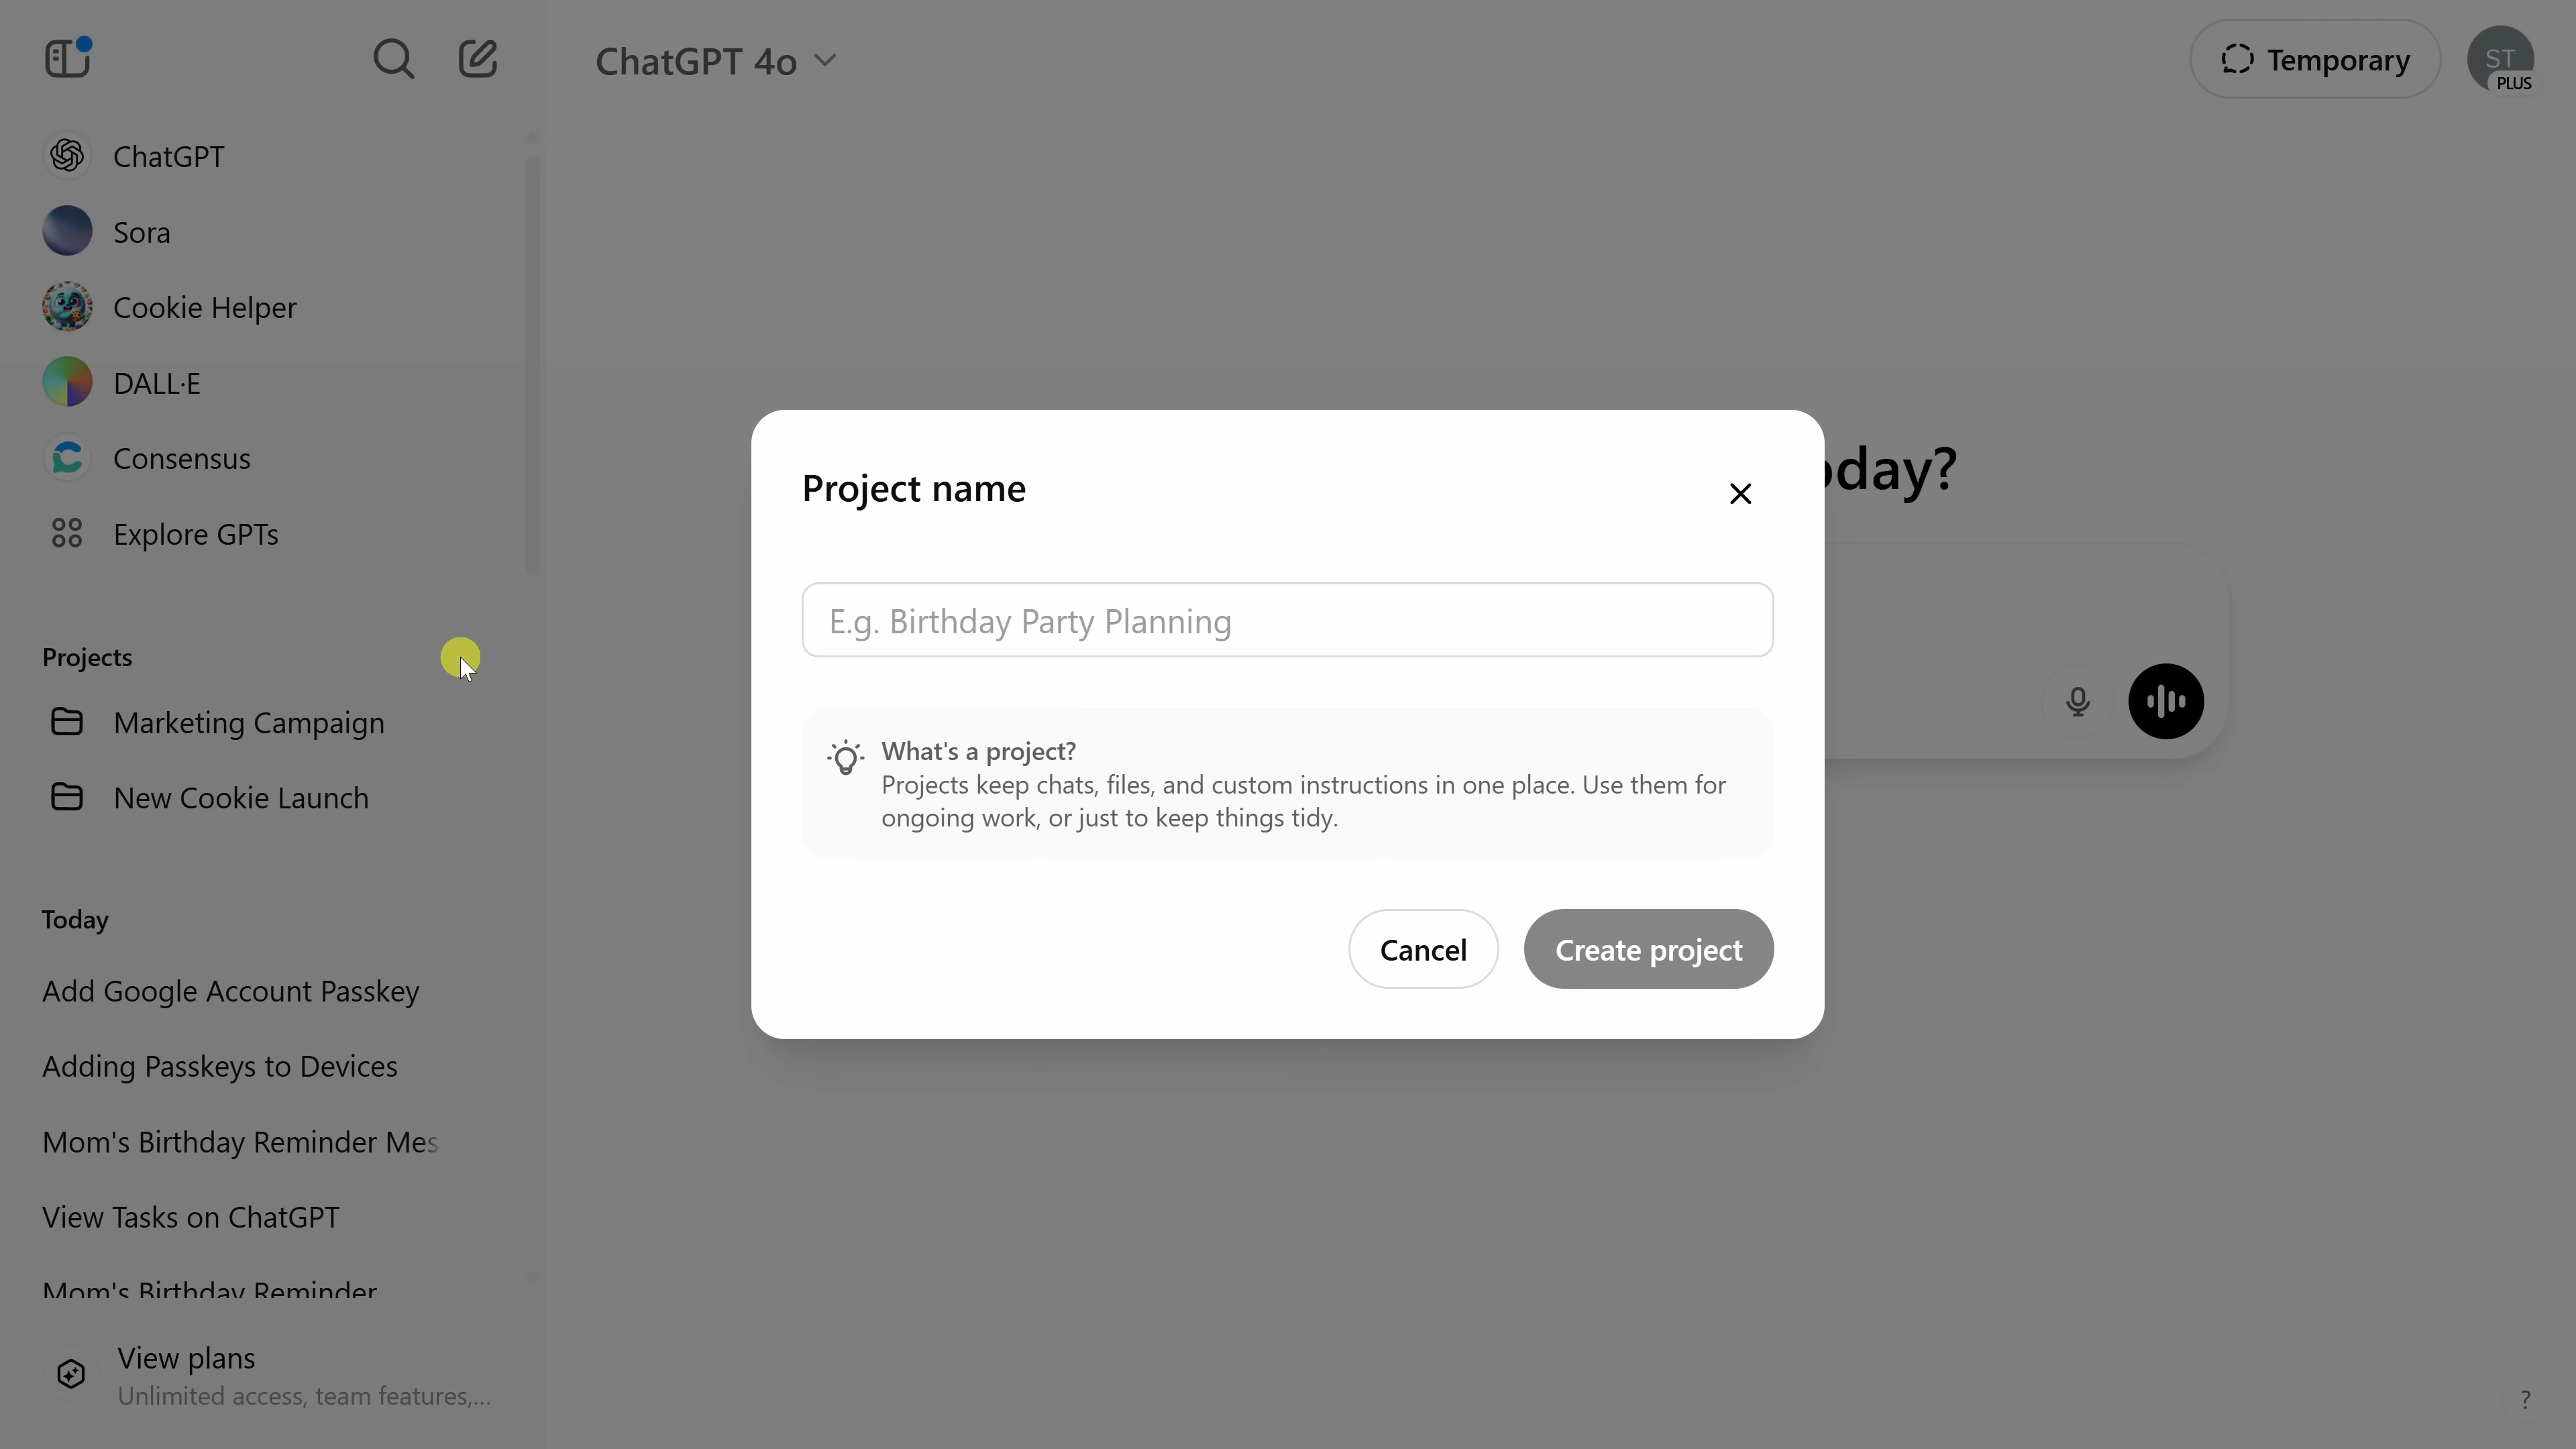 ChatGPT 4o
Temporary
ST
PLUS
ChatGPT
Sora
Cookie Helper
DALL·E
Consensus
Explore GPTs
Projects
Marketing Campaign
New Cookie Launch
Today
Add Google Account Passkey
Adding Passkeys to Devices
Mom's Birthday Reminder Mes
View Tasks on ChatGPT
Mom's Birthday Reminder
View plans
Unlimited access, team features,...
oday?
Project name
E.g. Birthday Party Planning
What's a project?
Projects keep chats, files, and custom instructions in one place. Use them for
ongoing work, or just to keep things tidy.
Cancel
Create project
?